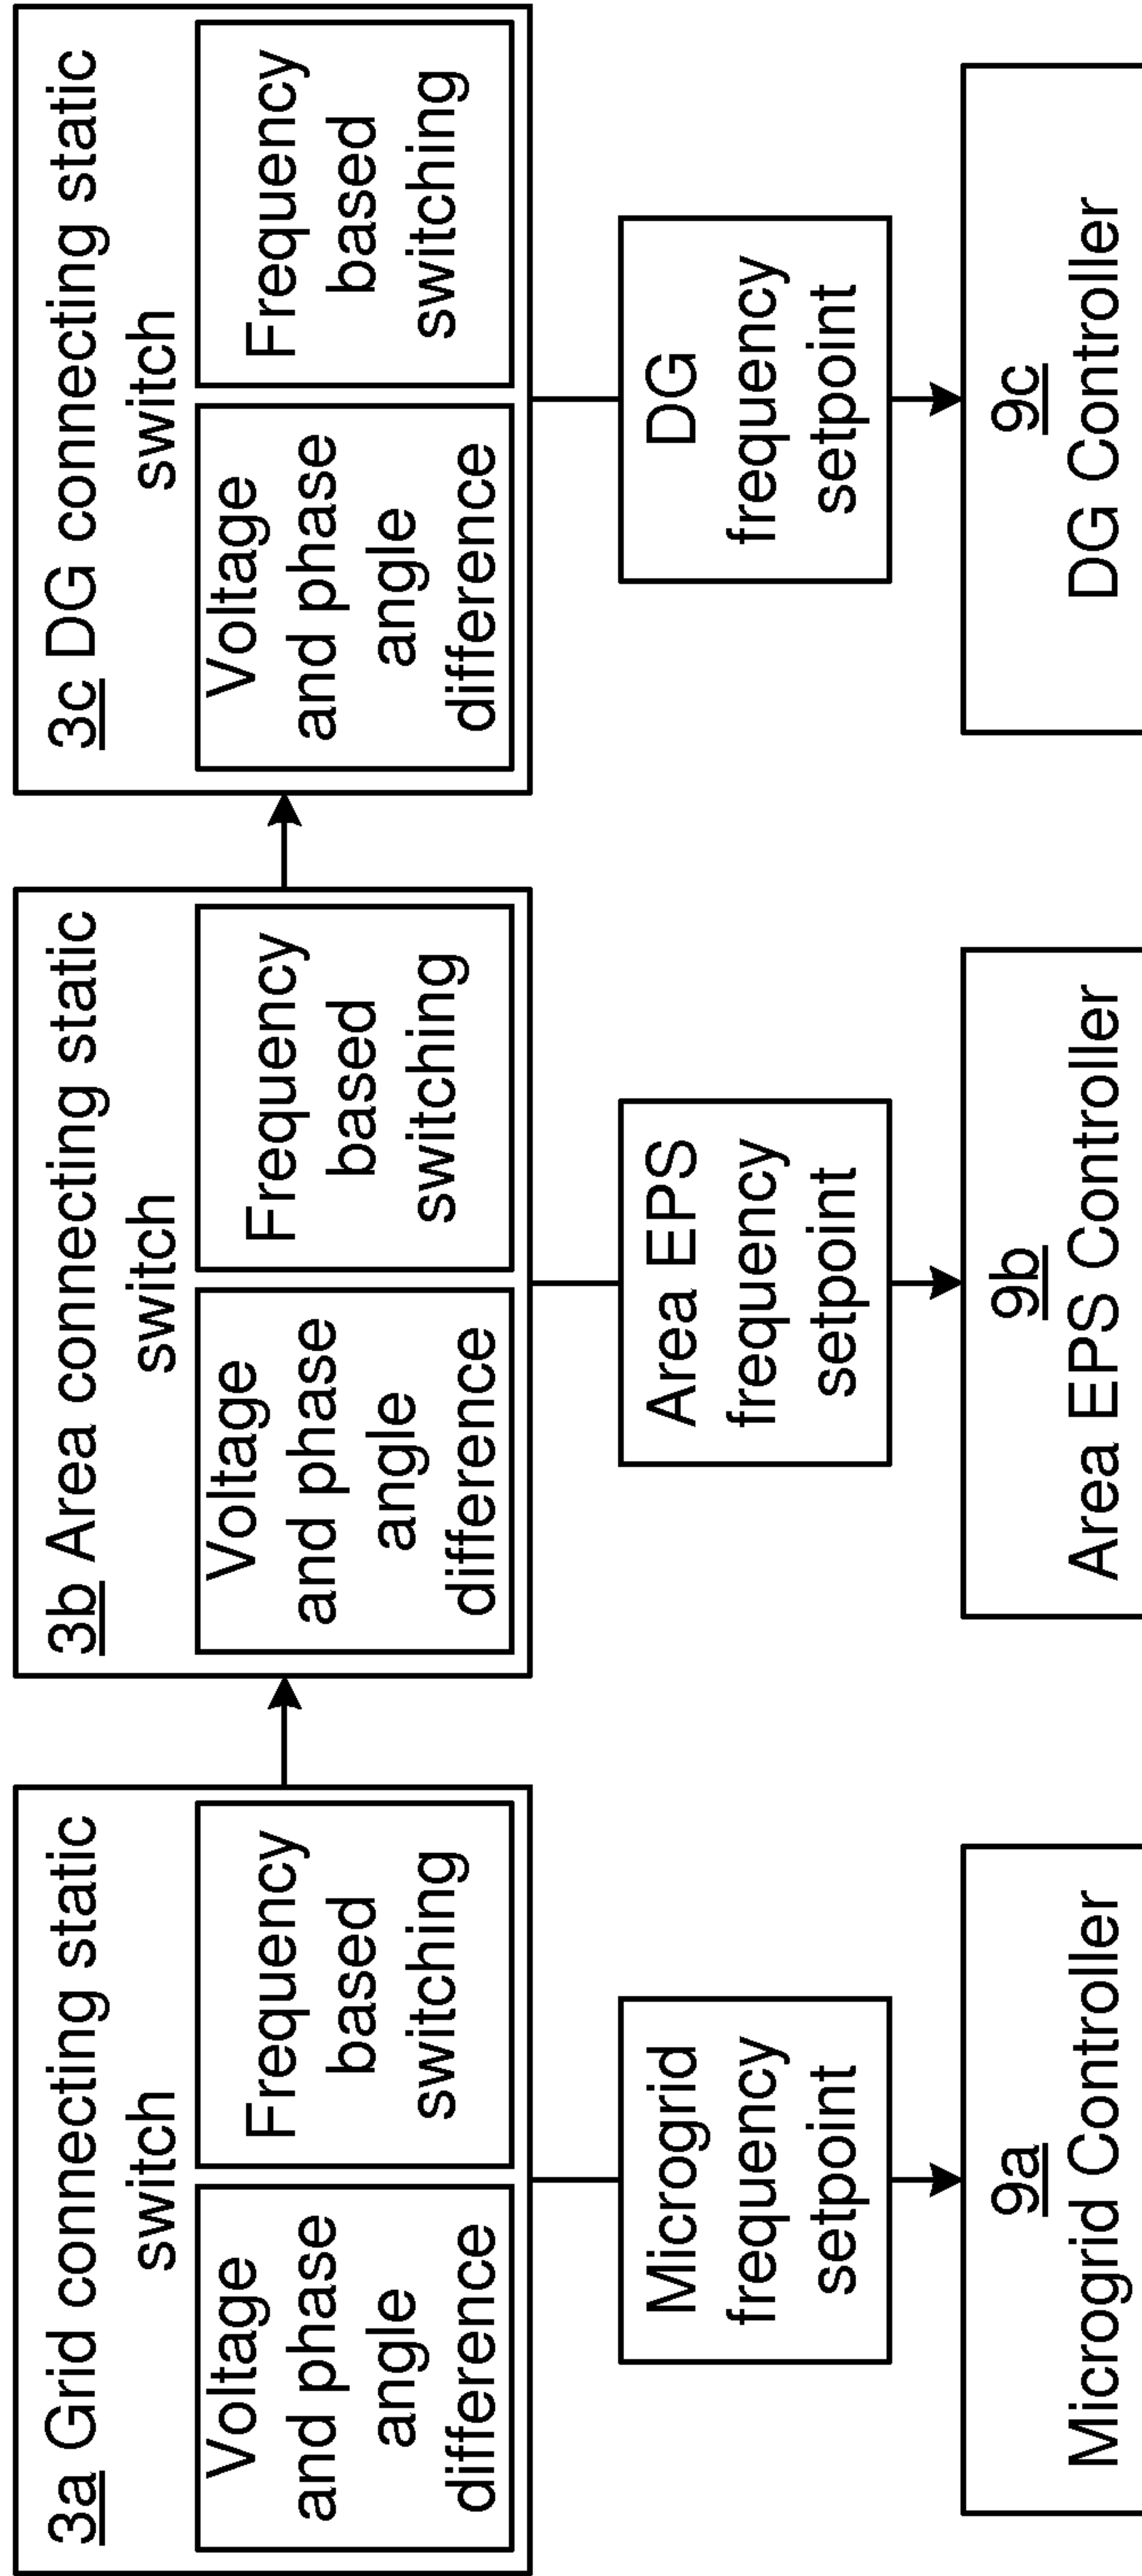 3a Grid connecting static
switch
Voltage
and phase
angle
difference
Frequency
based
switching
Microgrid
frequency
setpoint
9a
Microgrid Controller
3b Area connecting static
switch
Voltage
and phase
angle
difference
Frequency
based
switching
Area EPS
frequency
setpoint
9b
Area EPS Controller
3c DG connecting static
switch
Voltage
and phase
angle
difference
Frequency
based
switching
DG
frequency
setpoint
9c
DG Controller